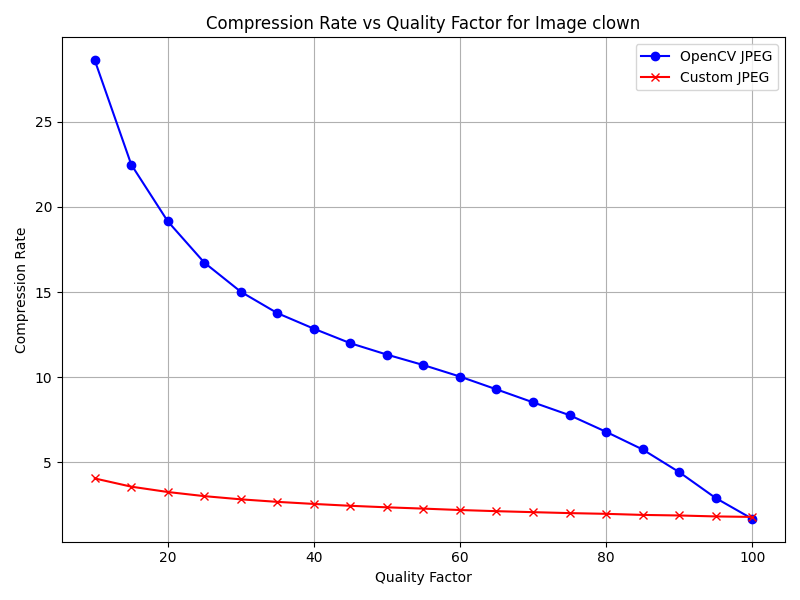 Compression Rate vs Quality Factor for Image clown
OpenCV JPEG
Custom JPEG
Compression Rate
25
20
15
10
5
20 40 60 80 100
Quality Factor